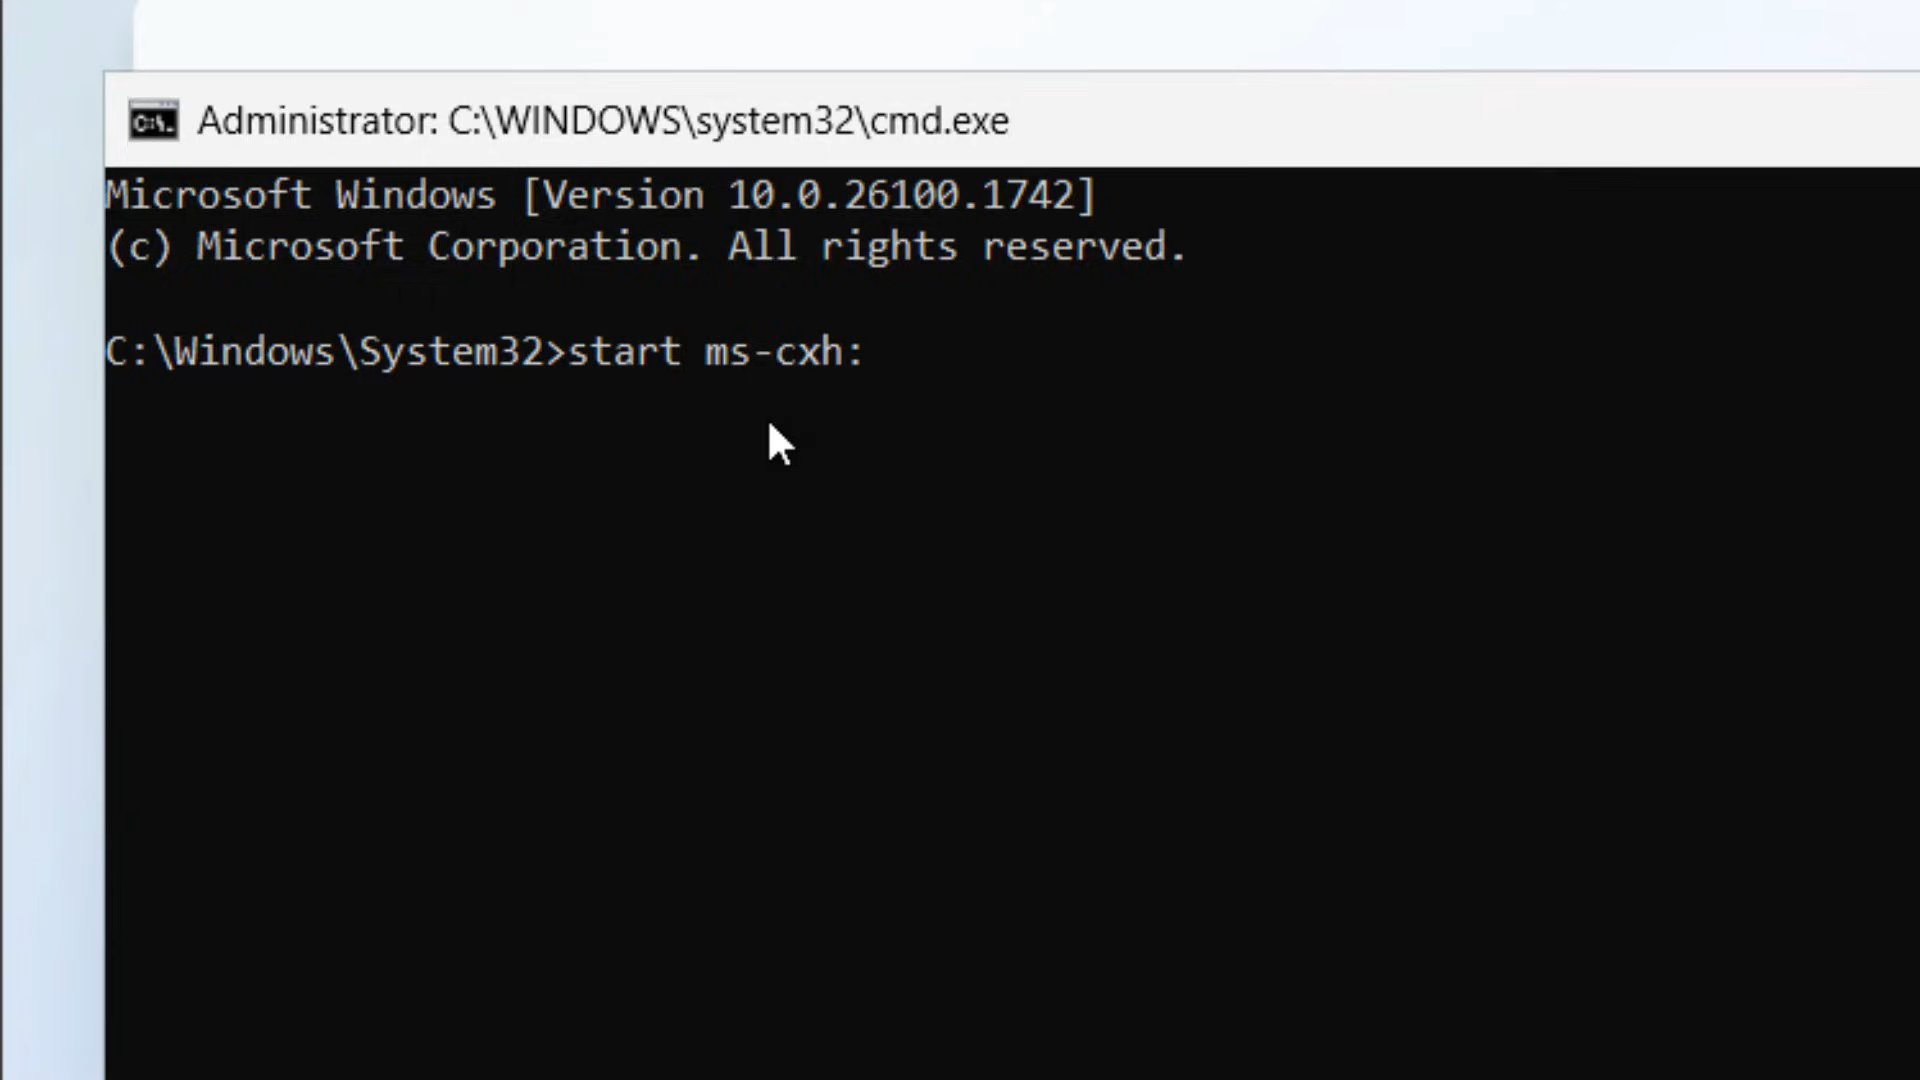 Administrator: C:\WINDOWS\system32\cmd.exe
Microsoft Windows [Version 10.0.26100.1742]
(c) Microsoft Corporation. All rights reserved.
C:\Windows\System32>start ms-cxh: